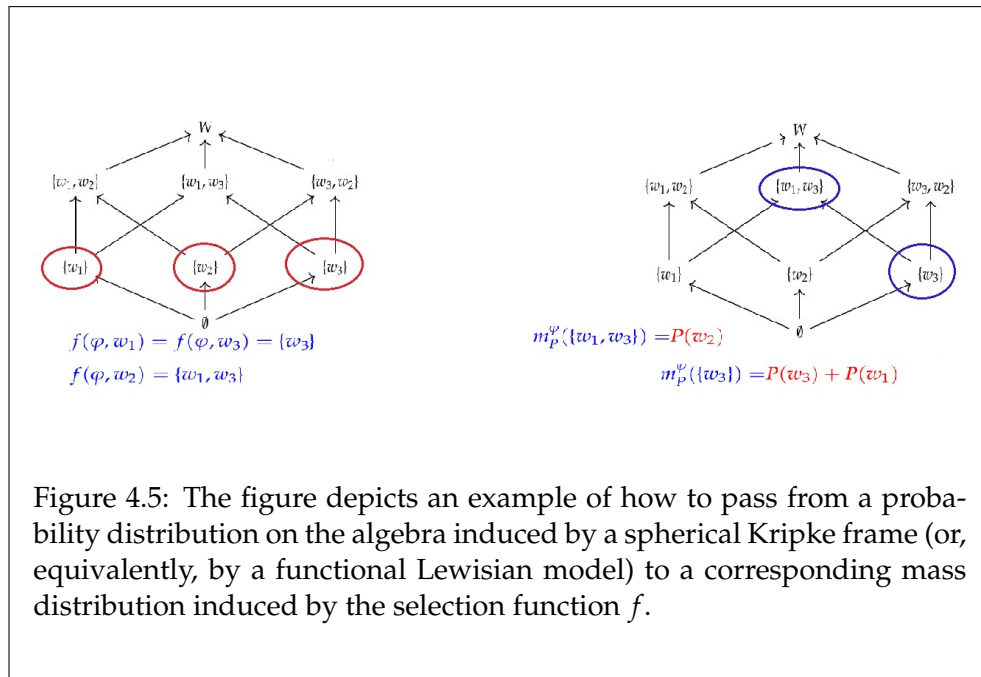 W
{w₁, w₂} {w₁, w₃} {w₃, w₂}
{w₁} {w₂} {w₃}
∅
f(φ, w₁) = f(φ, w₃) = {w₃}
f(φ, w₂) = {w₁, w₃}
W
{w₁, w₂} {w₁, w₃} {w₃, w₂}
{w₁} {w₂} {w₃}
∅
m_P^ψ({w₁, w₃}) =P(w₂)
m_P^ψ({w₃}) =P(w₃) + P(w₁)
Figure 4.5: The figure depicts an example of how to pass from a proba-
bility distribution on the algebra induced by a spherical Kripke frame (or,
equivalently, by a functional Lewisian model) to a corresponding mass
distribution induced by the selection function f.